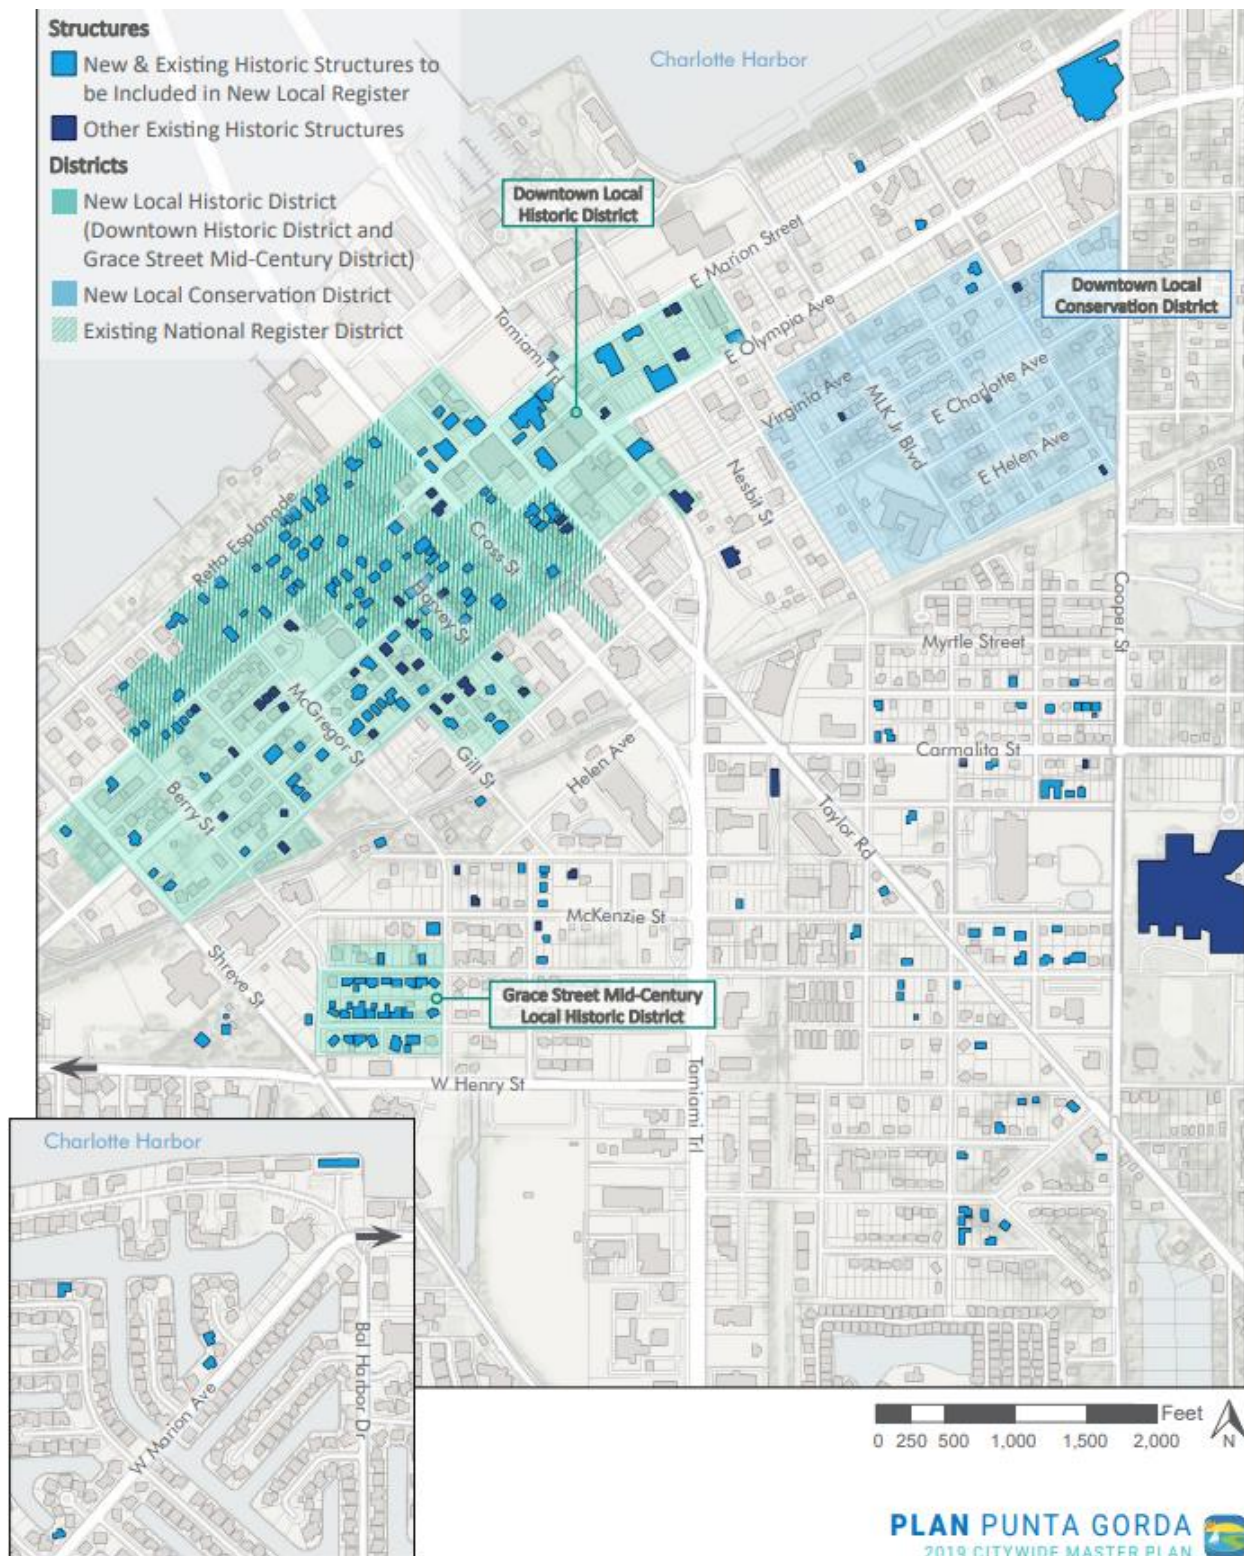 Structures
New & Existing Historic Structures to
be Included in New Local Register
Other Existing Historic Structures
Districts
New Local Historic District
(Downtown Historic District and
Grace Street Mid-Century District)
New Local Conservation District
Existing National Register District
Charlotte Harbor
Downtown Local
Historic District
E Marion Street
Downtown Local
Conservation District
Tamiami Trl
E Olympia Ave
Virginia Ave
MLK Jr Blvd
E Charlotte Ave
E Helen Ave
Nesbit St
Retta Esplanade
Cross St
Harvey St
Cooper St
Myrtle Street
McGregor St
Gill St
Helen Ave
Carmalita St
Berry St
Taylor Rd
McKenzie St
Shreve St
Grace Street Mid-Century
Local Historic District
W Henry St
Tamiami Trl
Charlotte Harbor
W Marion Ave
Bal Harbor Dr
Feet
0 250 500 1,000 1,500 2,000
N
PLAN PUNTA GORDA
2019 CITYWIDE MASTER PLAN